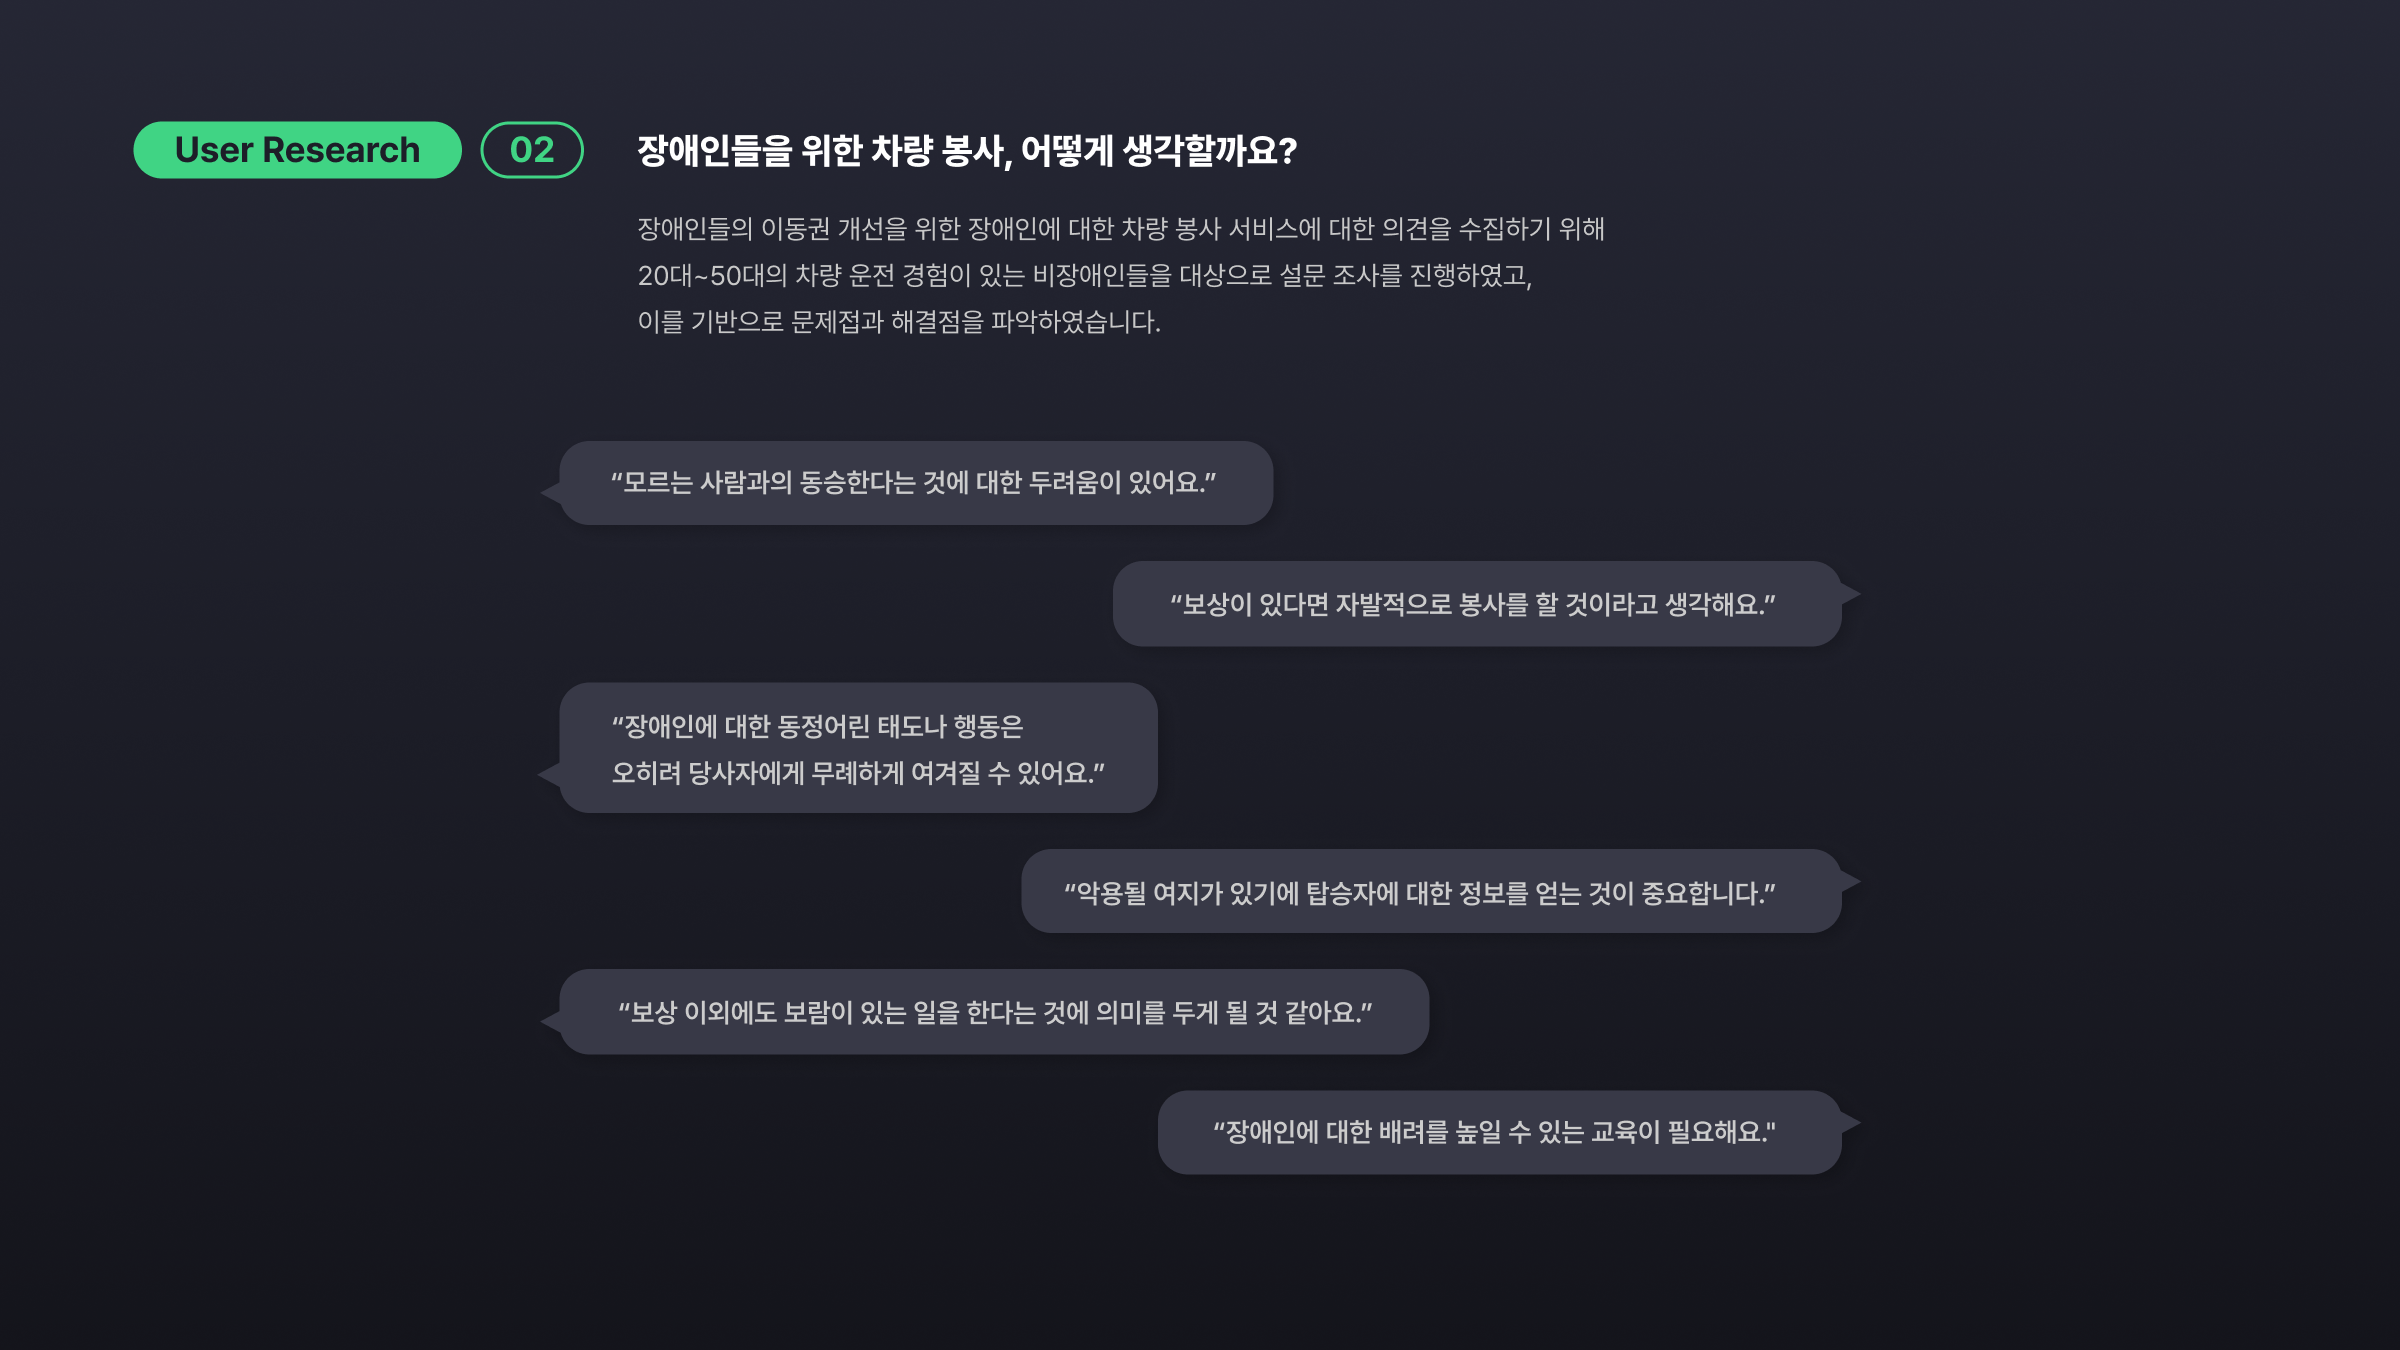 User Research
02
장애인들을 위한 차량 봉사, 어떻게 생각할까요?
장애인들의 이동권 개선을 위한 장애인에 대한 차량 봉사 서비스에 대한 의견을 수집하기 위해
20대~50대의 차량 운전 경험이 있는 비장애인들을 대상으로 설문 조사를 진행하였고,
이를 기반으로 문제접과 해결점을 파악하였습니다.
“모르는 사람과의 동승한다는 것에 대한 두려움이 있어요.”
“보상이 있다면 자발적으로 봉사를 할 것이라고 생각해요.”
“장애인에 대한 동정어린 태도나 행동은
오히려 당사자에게 무례하게 여겨질 수 있어요.”
“악용될 여지가 있기에 탑승자에 대한 정보를 얻는 것이 중요합니다.”
“보상 이외에도 보람이 있는 일을 한다는 것에 의미를 두게 될 것 같아요.”
“장애인에 대한 배려를 높일 수 있는 교육이 필요해요."